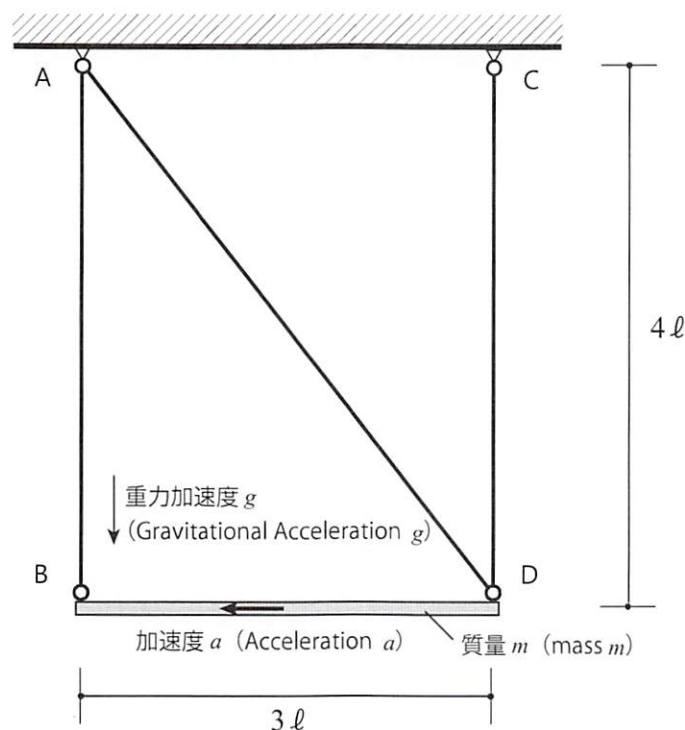 A
C
4ℓ
重力加速度 g
(Gravitational Acceleration g)
B
D
加速度 a (Acceleration a)
質量 m (mass m)
3ℓ